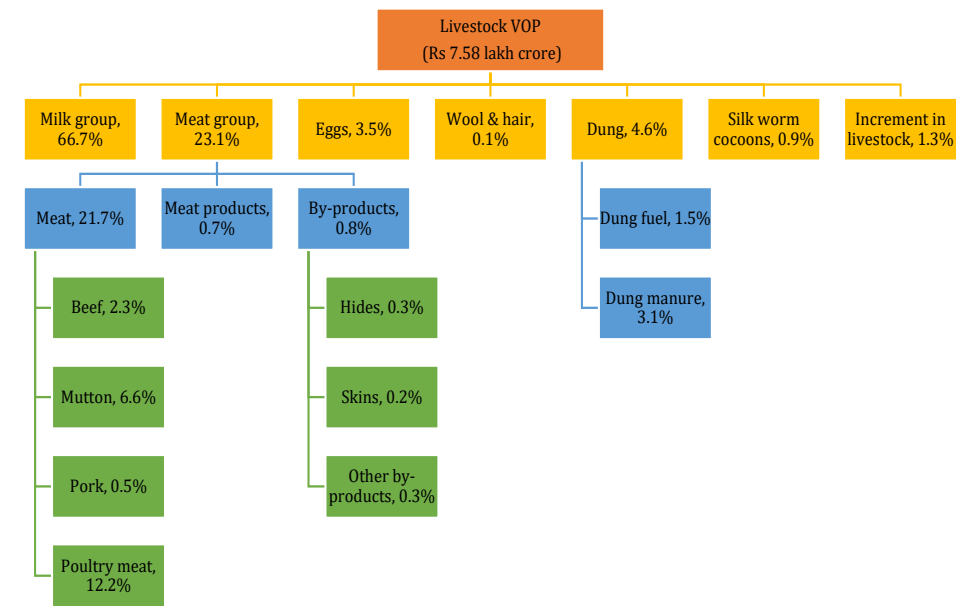 Livestock VOP
(Rs 7.58 lakh crore)
Milk group,
66.7%
Meat group,
23.1%
Eggs, 3.5%
Wool & hair,
0.1%
Dung, 4.6%
Silk worm
cocoons, 0.9%
Increment in
livestock, 1.3%
Meat, 21.7%
Meat products,
0.7%
By-products,
0.8%
Dung fuel, 1.5%
Beef, 2.3%
Hides, 0.3%
Dung manure,
3.1%
Mutton, 6.6%
Skins, 0.2%
Pork, 0.5%
Other by-
products, 0.3%
Poultry meat,
12.2%